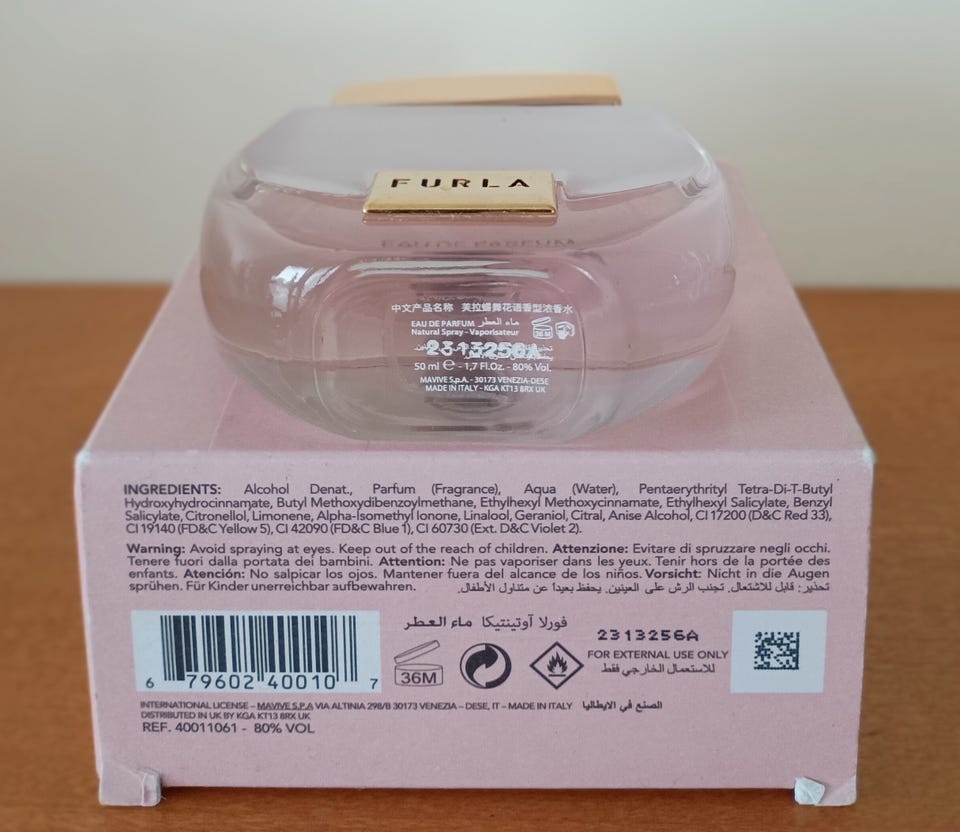 FURLA
EAU DE PARFUM
中文产品名称 芙拉蝶舞花语香型浓香水
EAU DE PARFUM ماء العطر
Natural Spray - Vaporisateur
36M
2313256A
50 ml ℮ - 1,7 Fl.Oz. - 80% Vol.
MAVIVE S.p.A. - 30173 VENEZIA-DESE
MADE IN ITALY - KGA KT13 8RX UK
INGREDIENTS: Alcohol Denat., Parfum (Fragrance), Aqua (Water), Pentaerythrityl Tetra-Di-T-Butyl
Hydroxyhydrocinnamate, Butyl Methoxydibenzoylmethane, Ethylhexyl Methoxycinnamate, Ethylhexyl Salicylate, Benzyl
Salicylate, Citronellol, Limonene, Alpha-Isomethyl Ionone, Linalool, Geraniol, Citral, Anise Alcohol, CI 17200 (D&C Red 33),
CI 19140 (FD&C Yellow 5), CI 42090 (FD&C Blue 1), CI 60730 (Ext. D&C Violet 2).
Warning: Avoid spraying at eyes. Keep out of the reach of children. Attenzione: Evitare di spruzzare negli occhi.
Tenere fuori dalla portata dei bambini. Attention: Ne pas vaporiser dans les yeux. Tenir hors de la portée des
enfants. Atención: No salpicar los ojos. Mantener fuera del alcance de los niños. Vorsicht: Nicht in die Augen
sprühen. Für Kinder unerreichbar aufbewahren. تحذير: قابل للاشتعال. تجنب الرش على العينين. يحفظ بعيداً عن متناول الأطفال.
فورلا آوتينتيكا ماء العطر
2313256A
FOR EXTERNAL USE ONLY
للاستعمال الخارجي فقط
36M
6 79602 40010 7
INTERNATIONAL LICENSE – MAVIVE S.P.A VIA ALTINIA 298/B 30173 VENEZIA – DESE, IT – MADE IN ITALY الصنع في الايطاليا
DISTRIBUTED IN UK BY KGA KT13 8RX UK
REF. 40011061 - 80% VOL